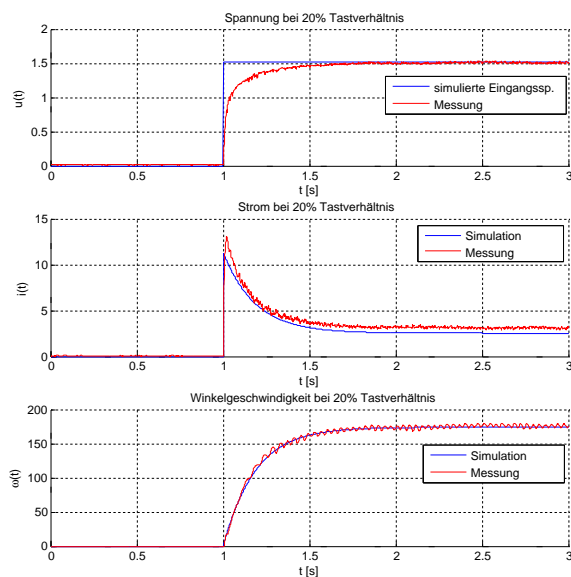 Spannung bei 20% Tastverhältnis
2
1.5
1
0.5
0
u(t)
simulierte Eingangssp.
Messung
0 0.5 1 1.5 2 2.5 3
t [s]
Strom bei 20% Tastverhältnis
15
10
5
0
i(t)
Simulation
Messung
0 0.5 1 1.5 2 2.5 3
t [s]
Winkelgeschwindigkeit bei 20% Tastverhältnis
200
150
100
50
0
ω(t)
Simulation
Messung
0 0.5 1 1.5 2 2.5 3
t [s]